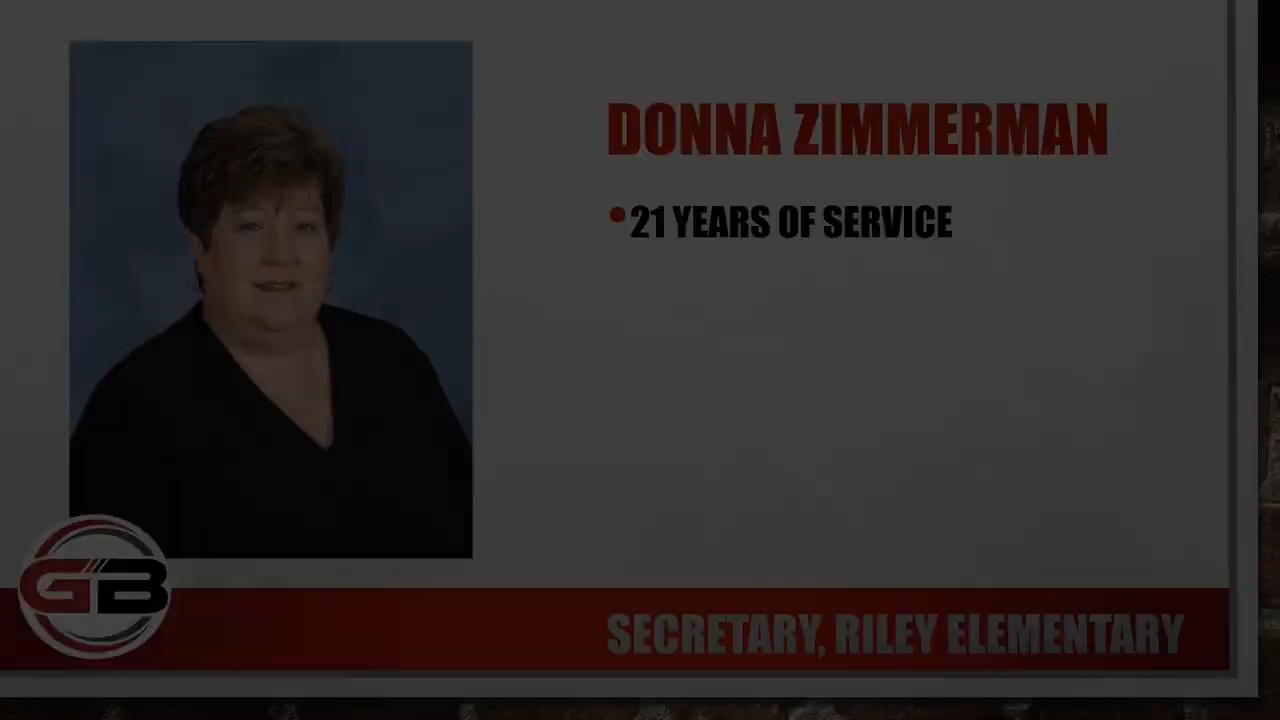 DONNA ZIMMERMAN
•21 YEARS OF SERVICE
GB
SECRETARY, RILEY ELEMENTARY